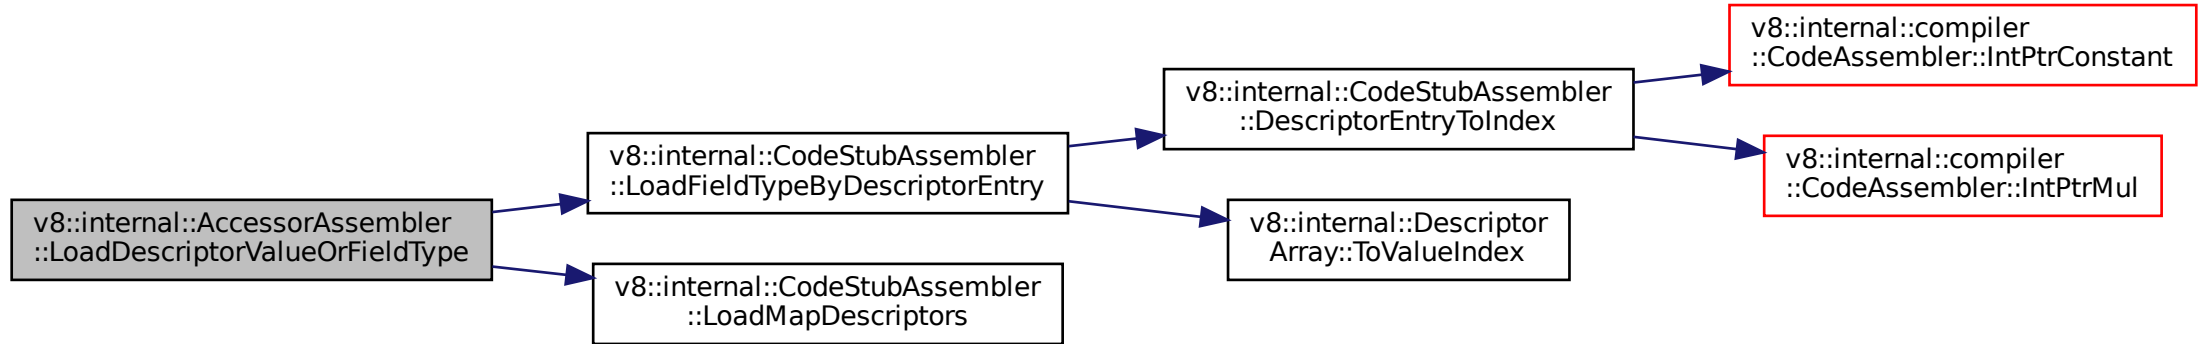 v8::internal::AccessorAssembler
::LoadDescriptorValueOrFieldType
v8::internal::CodeStubAssembler
::LoadFieldTypeByDescriptorEntry
v8::internal::CodeStubAssembler
::LoadMapDescriptors
v8::internal::CodeStubAssembler
::DescriptorEntryToIndex
v8::internal::Descriptor
Array::ToValueIndex
v8::internal::compiler
::CodeAssembler::IntPtrConstant
v8::internal::compiler
::CodeAssembler::IntPtrMul